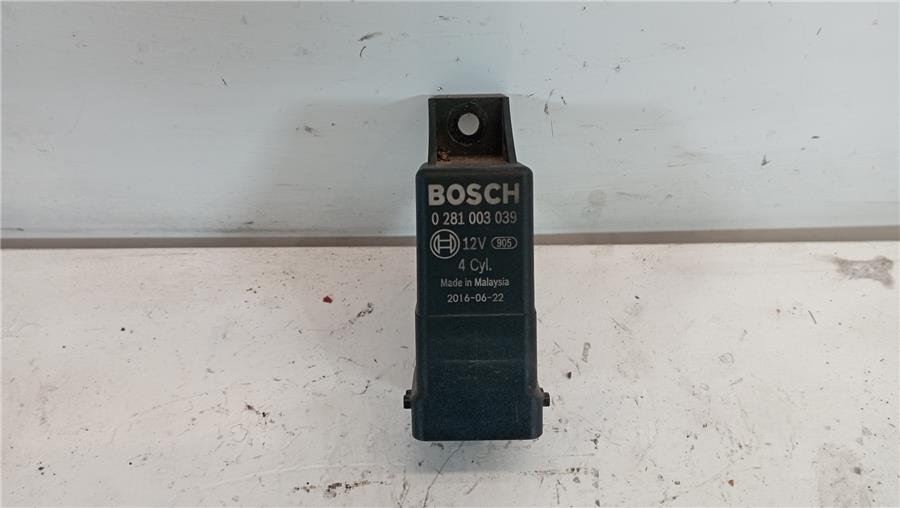 BOSCH
0 281 003 039
12V 905
4 Cyl.
Made in Malaysia
2016-06-22